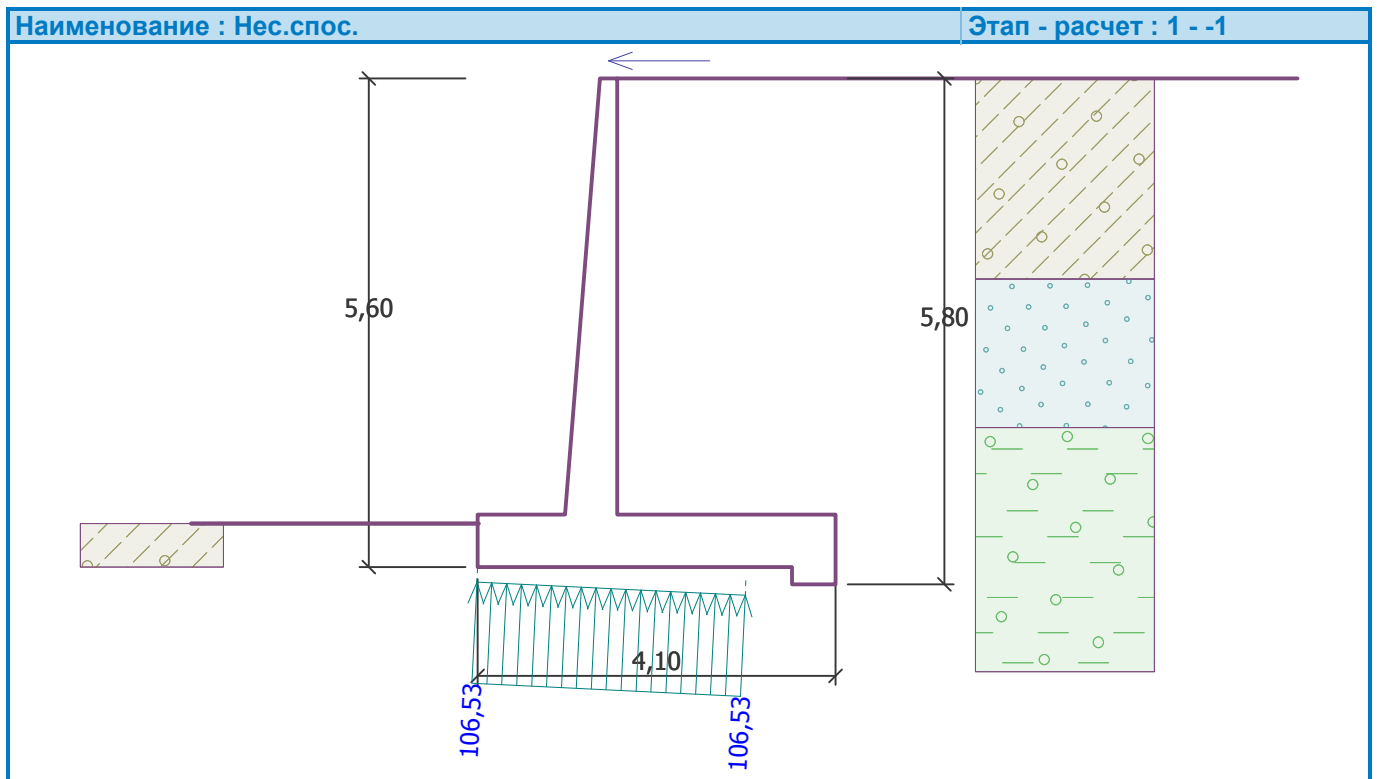 Наименование : Нес.спос.
Этап - расчет : 1 - -1
5,60
5,80
4,10
106,53
106,53